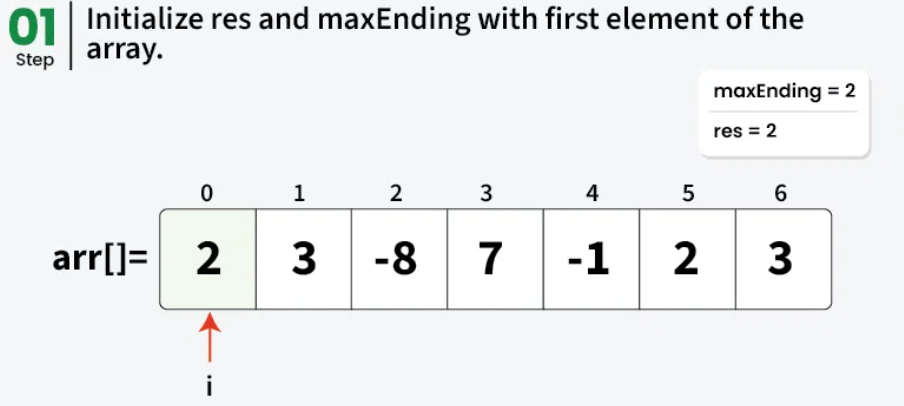 01 Initialize res and maxEnding with first element of the
Step array.
maxEnding = 2
res = 2
0 1 2 3 4 5 6
arr[]= 2 3 -8 7 -1 2 3
i